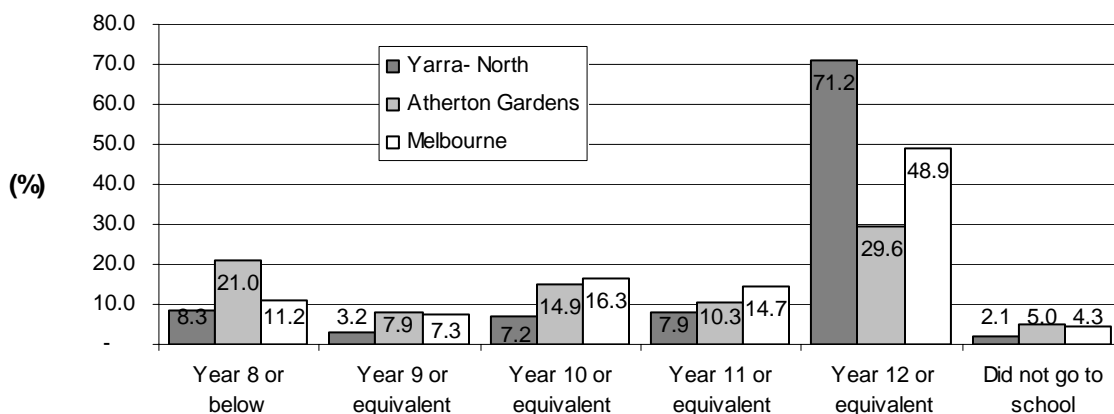 80.0
70.0
60.0
50.0
40.0
30.0
20.0
10.0
-
(%)
Yarra- North
Atherton Gardens
Melbourne
8.3
21.0
11.2
3.2
7.9
7.3
7.2
14.9
16.3
7.9
10.3
14.7
71.2
29.6
48.9
2.1
5.0
4.3
Year 8 or
below
Year 9 or
equivalent
Year 10 or
equivalent
Year 11 or
equivalent
Year 12 or
equivalent
Did not go to
school